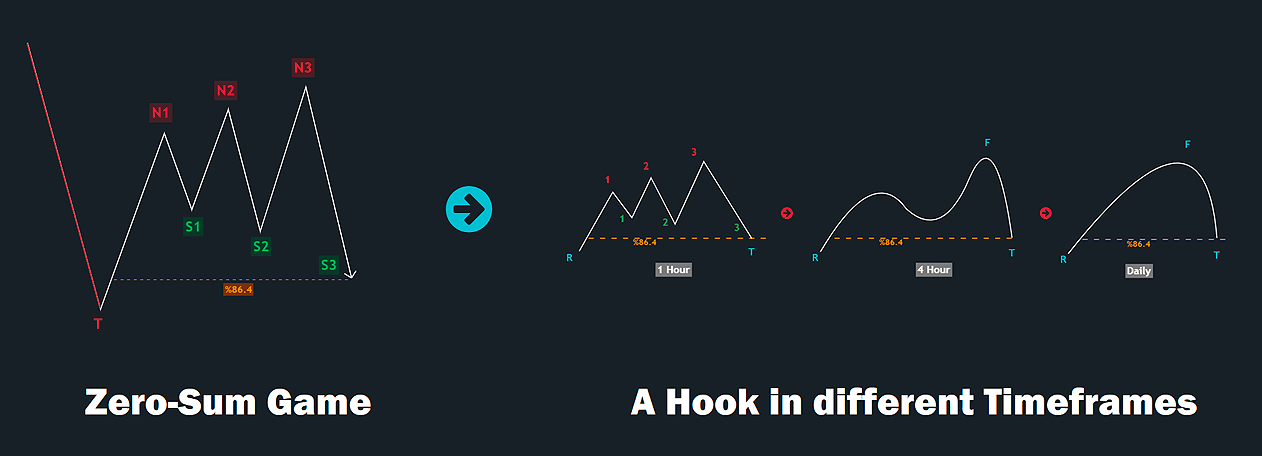 N1
N2
N3
S1
S2
S3
%86.4
T
Zero-Sum Game
1
2
3
1
2
3
%86.4
R
T
1 Hour
F
%86.4
R
T
4 Hour
F
%86.4
R
T
Daily
A Hook in different Timeframes